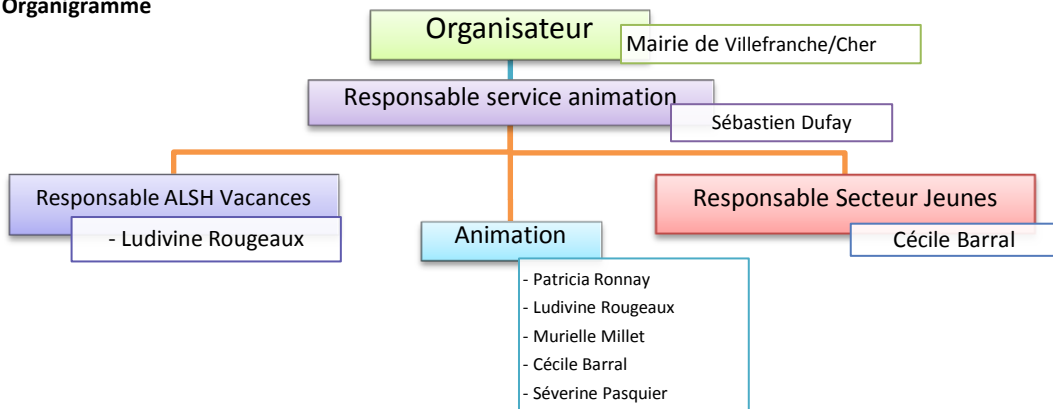 Organigramme
Organisateur
Mairie de Villefranche/Cher
Responsable service animation
Sébastien Dufay
Responsable ALSH Vacances
- Ludivine Rougeaux
Animation
- Patricia Ronnay
- Ludivine Rougeaux
- Murielle Millet
- Cécile Barral
- Séverine Pasquier
Responsable Secteur Jeunes
Cécile Barral